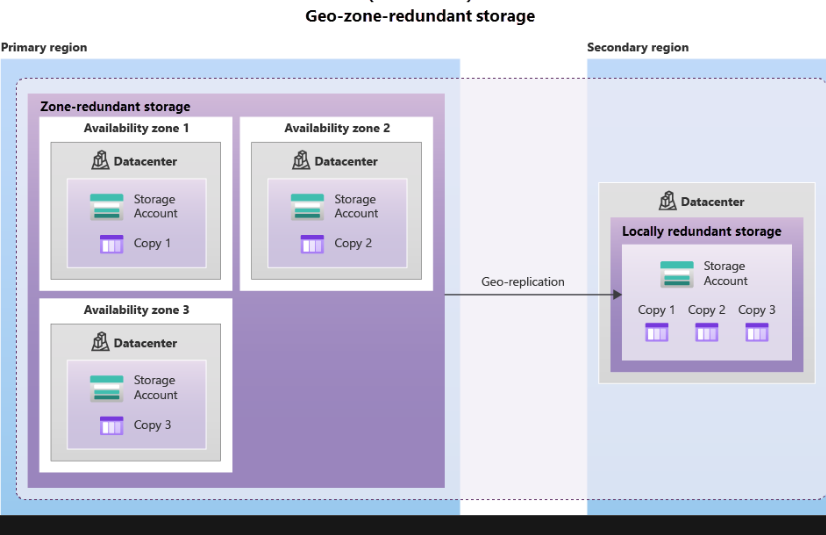 Geo-zone-redundant storage
Primary region
Secondary region
Zone-redundant storage
Availability zone 1
Datacenter
Storage
Account
Copy 1
Availability zone 2
Datacenter
Storage
Account
Copy 2
Availability zone 3
Datacenter
Storage
Account
Copy 3
Geo-replication
Datacenter
Locally redundant storage
Storage
Account
Copy 1 Copy 2 Copy 3